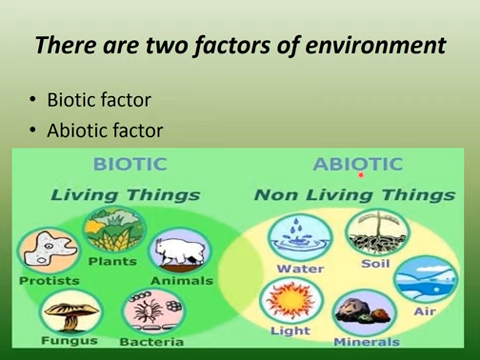 There are two factors of environment
• Biotic factor
• Abiotic factor
BIOTIC
Living Things
Plants
Protists
Animals
Fungus
Bacteria
ABIOTIC
Non Living Things
Water
Soil
Air
Light
Minerals